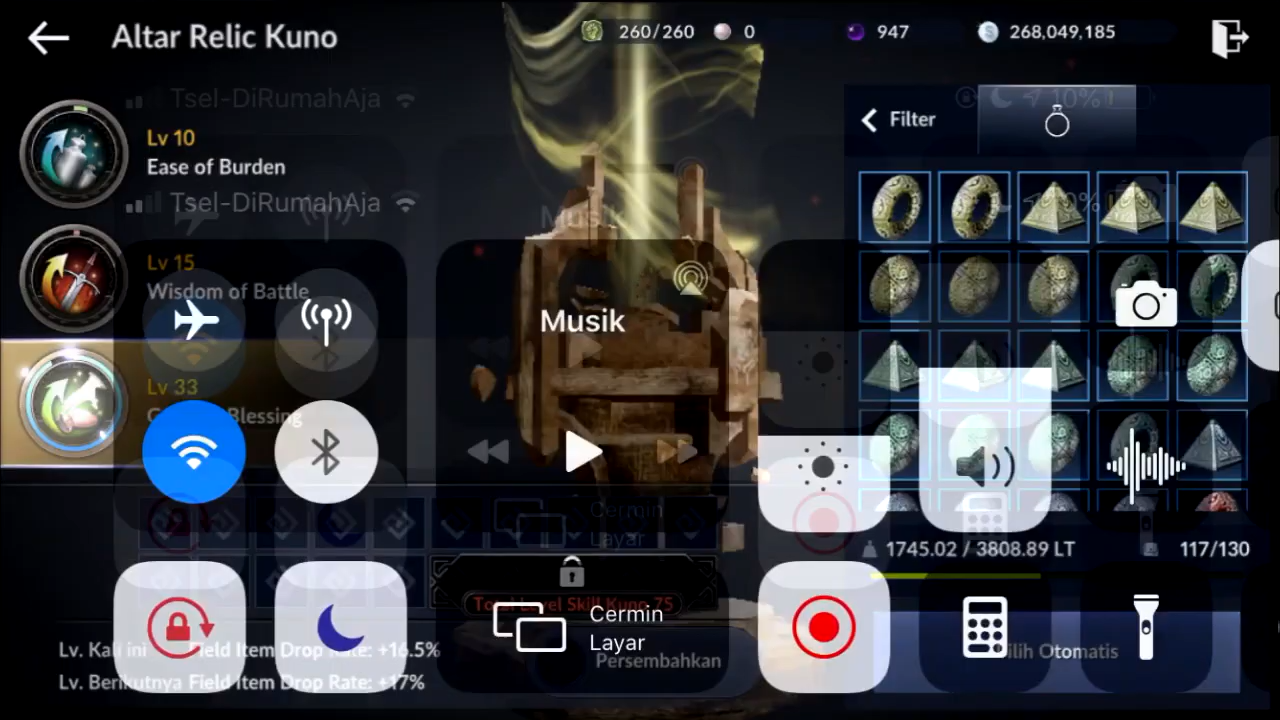 Altar Relic Kuno
260/260
0
947
268,049,185
Tsel-DiRumahAja
10%
Filter
Lv 10
Ease of Burden
Tsel-DiRumahAja
Lv 15
Wisdom of Battle
Musik
Lv 33
Blessing
Cermin
Layar
1745.02 / 3808.89 LT
117/130
Total Level Skill Kuno 75
Cermin
Layar
Persembahkan
Otomatis
Lv. Kali ini Field Item Drop Rate: +16.5%
Lv. Berikutnya Field Item Drop Rate: +17%